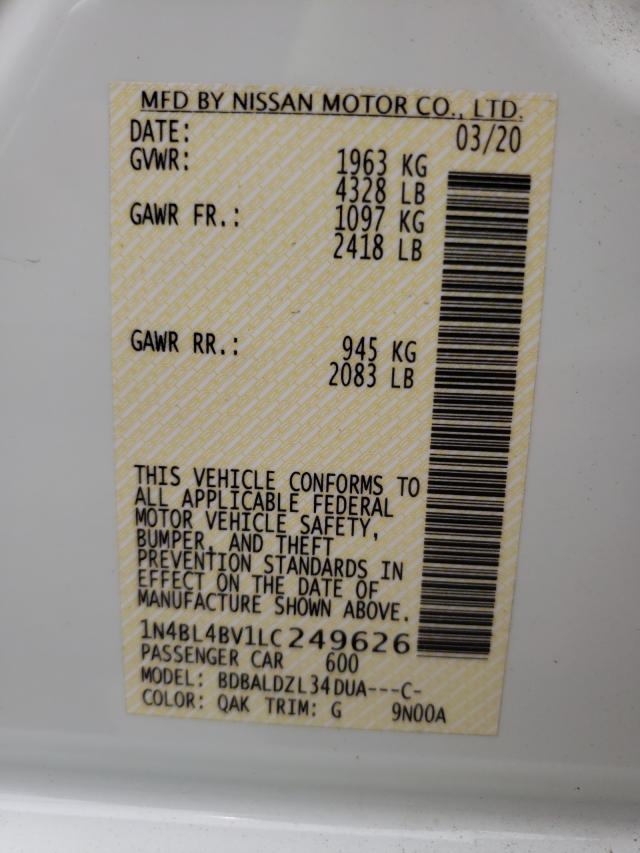 MFD BY NISSAN MOTOR CO., LTD.
DATE: 03/20
GVWR: 1963 KG
4328 LB
GAWR FR.: 1097 KG
2418 LB
GAWR RR.: 945 KG
2083 LB
THIS VEHICLE CONFORMS TO
ALL APPLICABLE FEDERAL
MOTOR VEHICLE SAFETY,
BUMPER, AND THEFT
PREVENTION STANDARDS IN
EFFECT ON THE DATE OF
MANUFACTURE SHOWN ABOVE.
1N4BL4BV1LC249626
PASSENGER CAR 600
MODEL: BDBALDZL34DUA---C-
COLOR: QAK TRIM: G 9N00A